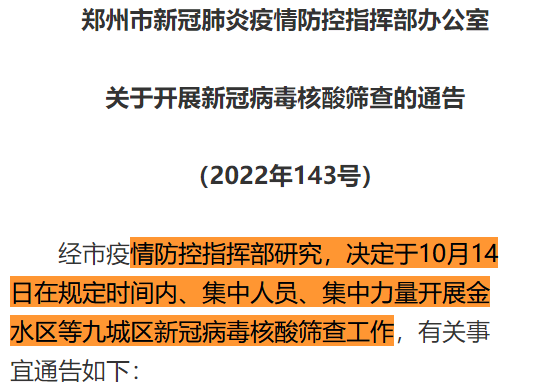 郑州市新冠肺炎疫情防控指挥部办公室
关于开展新冠病毒核酸筛查的通告
（2022年143号）
经市疫情防控指挥部研究，决定于10月14
日在规定时间内、集中人员、集中力量开展金
水区等九城区新冠病毒核酸筛查工作，有关事
宜通告如下：